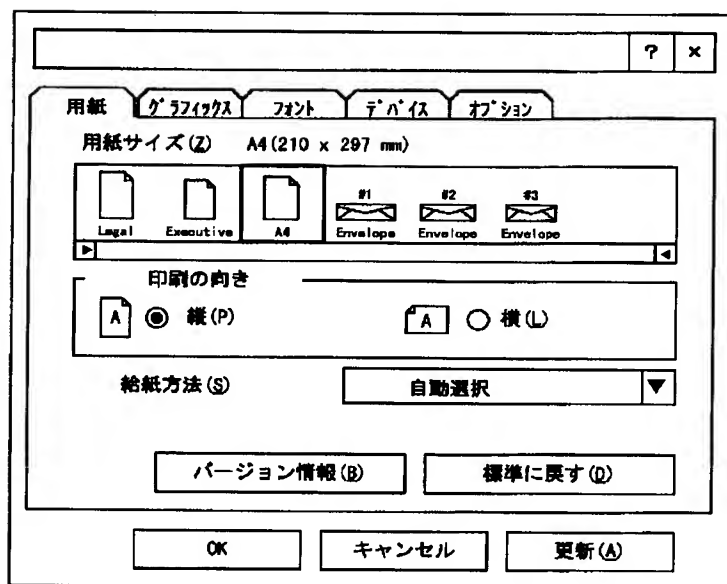 ? ×
用紙 グラフィックス フォント デバイス オプション
用紙サイズ(Z) A4(210 x 297 mm)
#1 #2 #3
Legal Executive A4 Envelope Envelope Envelope
印刷の向き
A 縦(P) A 横(L)
給紙方法(S) 自動選択
バージョン情報(B) 標準に戻す(D)
OK キャンセル 更新(A)